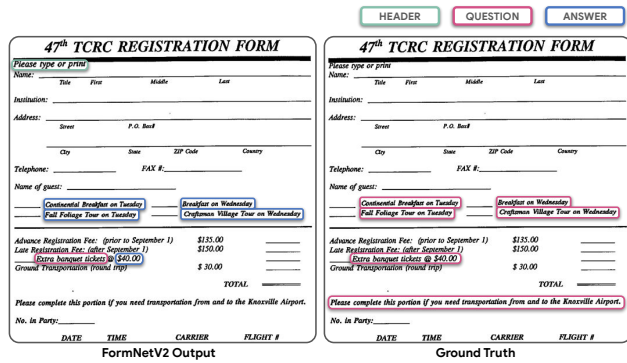 HEADER QUESTION ANSWER
47th TCRC REGISTRATION FORM
Please type or print
Name:
Title First Middle Last
Institution:
Address:
Street P.O. Box#
City State ZIP Code Country
Telephone: FAX #:
Name of guest:
Continental Breakfast on Tuesday Breakfast on Wednesday
Fall Foliage Tour on Tuesday Craftsman Village Tour on Wednesday
Advance Registration Fee: (prior to September 1) $135.00
Late Registration Fee: (after September 1) $150.00
Extra banquet tickets @ $40.00
Ground Transportation (round trip) $ 30.00
TOTAL
Please complete this portion if you need transportation from and to the Knoxville Airport.
No. in Party:
DATE TIME CARRIER FLIGHT #
FormNetV2 Output
47th TCRC REGISTRATION FORM
Please type or print
Name:
Title First Middle Last
Institution:
Address:
Street P.O. Box#
City State ZIP Code Country
Telephone: FAX #:
Name of guest:
Continental Breakfast on Tuesday Breakfast on Wednesday
Fall Foliage Tour on Tuesday Craftsman Village Tour on Wednesday
Advance Registration Fee: (prior to September 1) $135.00
Late Registration Fee: (after September 1) $150.00
Extra banquet tickets @ $40.00
Ground Transportation (round trip) $ 30.00
TOTAL
Please complete this portion if you need transportation from and to the Knoxville Airport.
No. in Party:
DATE TIME CARRIER FLIGHT #
Ground Truth